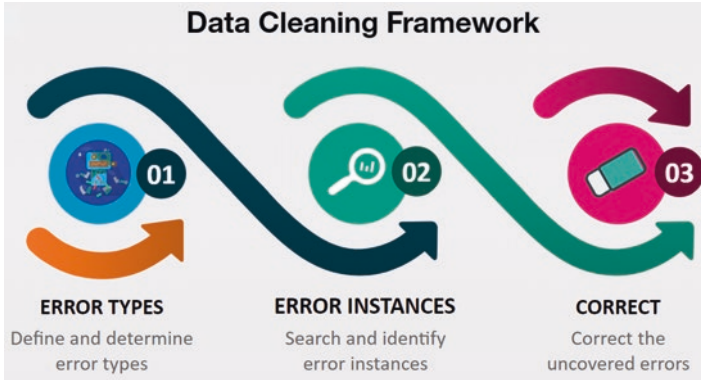 Data Cleaning Framework
01
02
03
ERROR TYPES
Define and determine
error types
ERROR INSTANCES
Search and identify
error instances
CORRECT
Correct the
uncovered errors